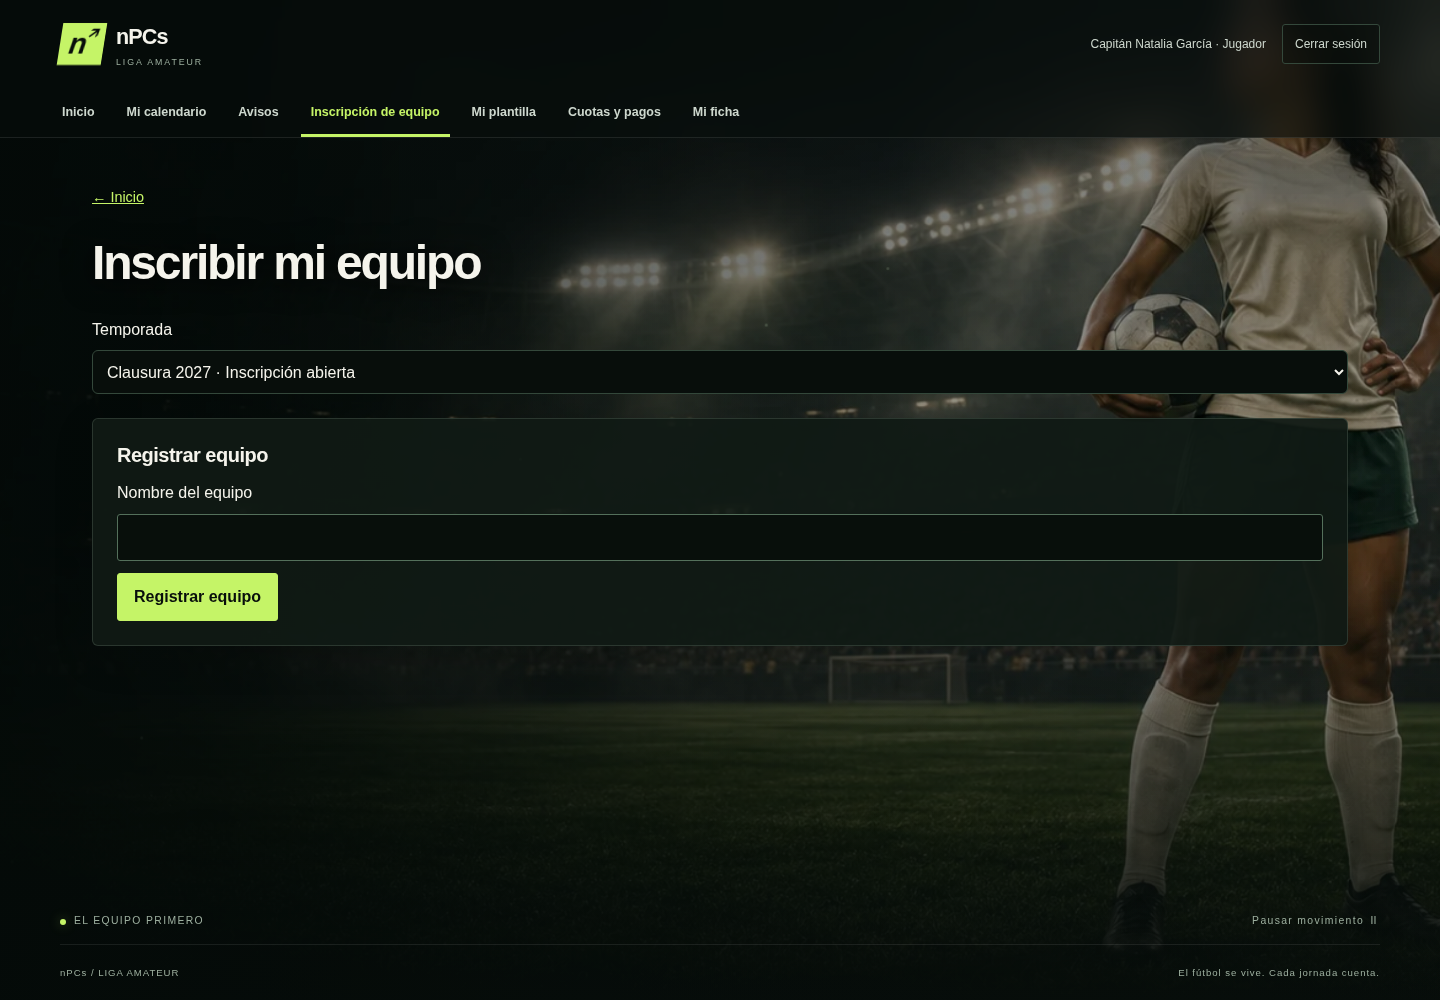 n
nPCs
LIGA AMATEUR
Capitán Natalia García · Jugador
Cerrar sesión
Inicio
Mi calendario
Avisos
Inscripción de equipo
Mi plantilla
Cuotas y pagos
Mi ficha
← Inicio
Inscribir mi equipo
Temporada
Clausura 2027 · Inscripción abierta
Registrar equipo
Nombre del equipo
Registrar equipo
EL EQUIPO PRIMERO
Pausar movimiento
nPCs / LIGA AMATEUR
El fútbol se vive. Cada jornada cuenta.